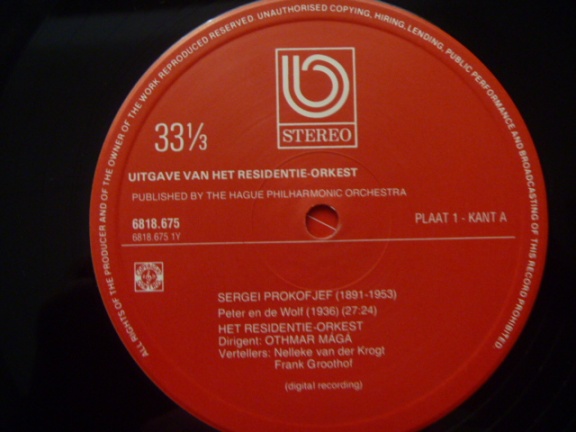 ALL RIGHTS OF THE PRODUCER AND OF THE OWNER OF THE WORK REPRODUCED RESERVED. UNAUTHORISED COPYING, HIRING, LENDING, PUBLIC PERFORMANCE AND BROADCASTING OF THIS RECORD PROHIBITED.
STEREO
33⅓
UITGAVE VAN HET RESIDENTIE-ORKEST
PUBLISHED BY THE HAGUE PHILHARMONIC ORCHESTRA
6818.675
PLAAT 1 - KANT A
6818.675 1Y
SERGEI PROKOFJEF (1891-1953)
Peter en de Wolf (1936) (27:24)
HET RESIDENTIE-ORKEST
Dirigent: OTHMAR MÁGA
Vertellers: Nelleke van der Krogt
Frank Groothof
(digital recording)